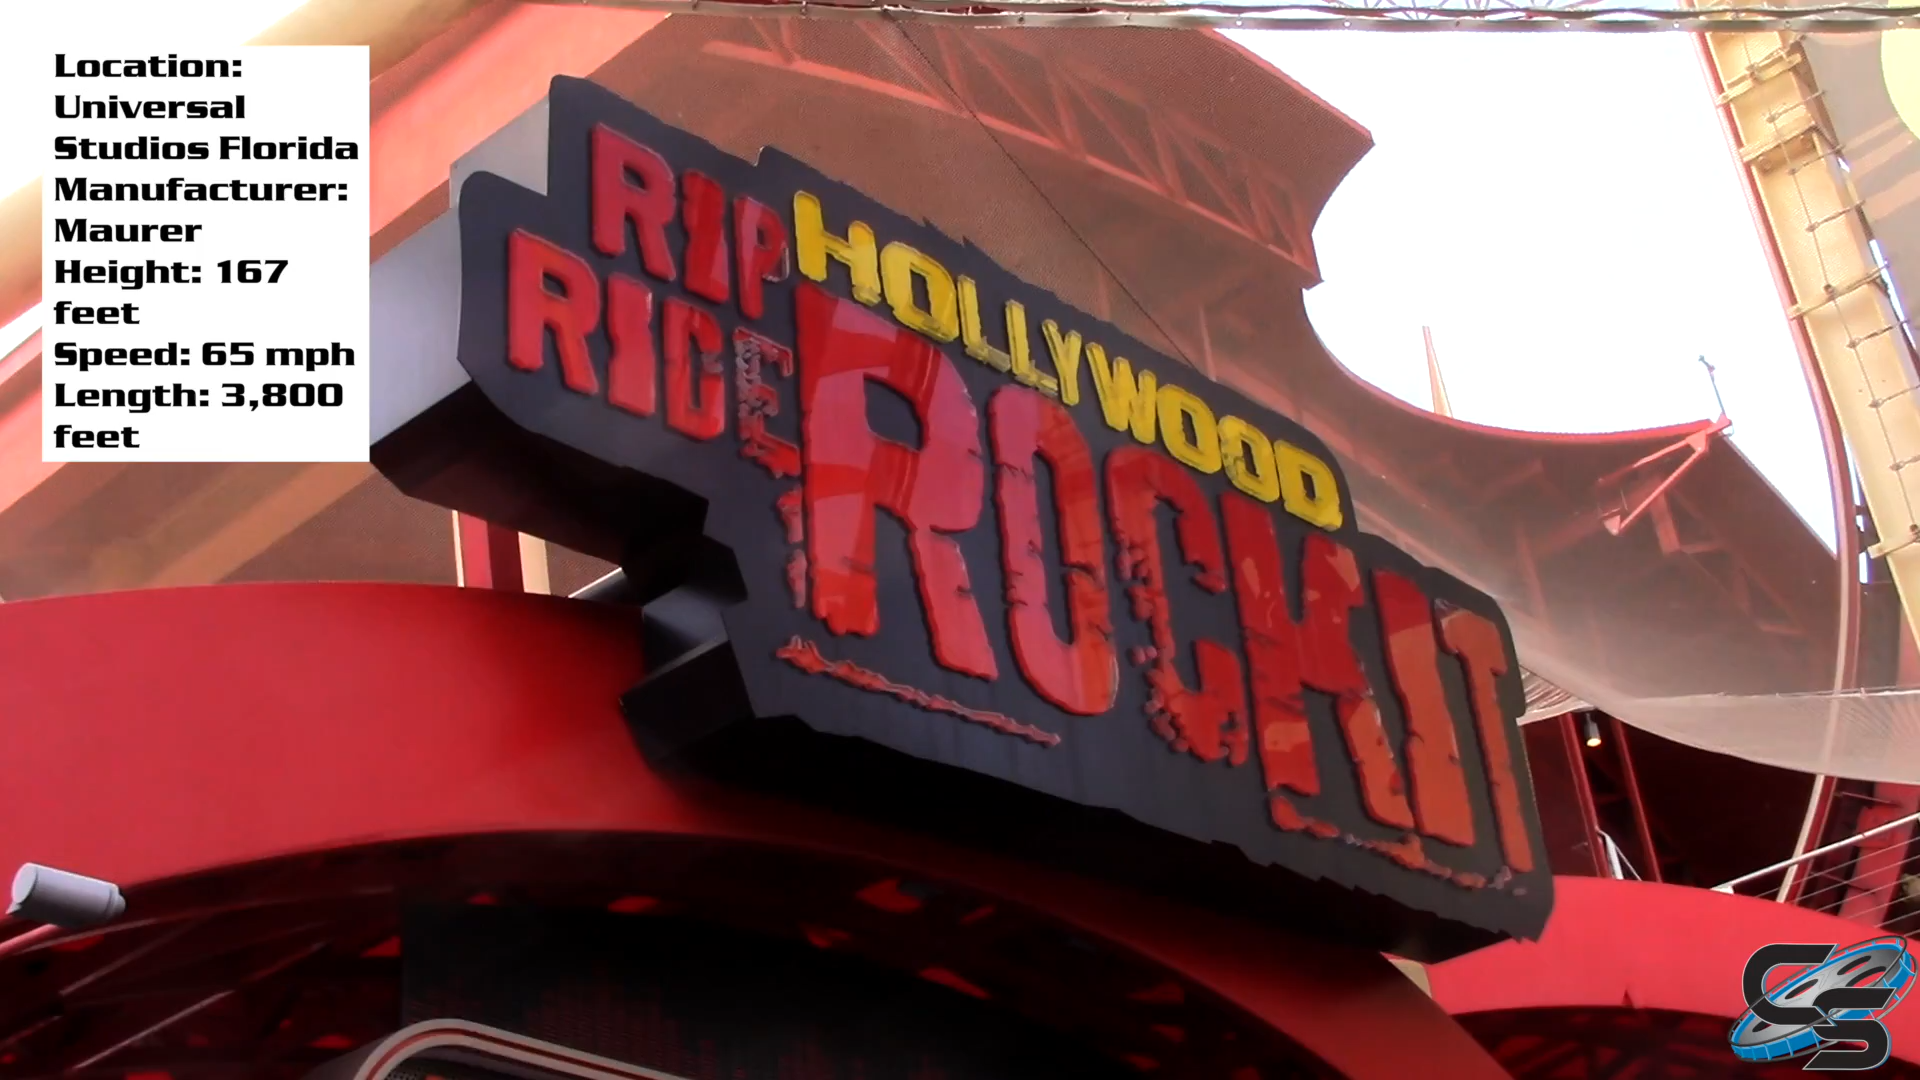 Location:
Universal
Studios Florida
Manufacturer:
Maurer
Height: 167
feet
Speed: 65 mph
Length: 3,800
feet
RIP
RIDE
HOLLYWOOD
ROCKIT
CS